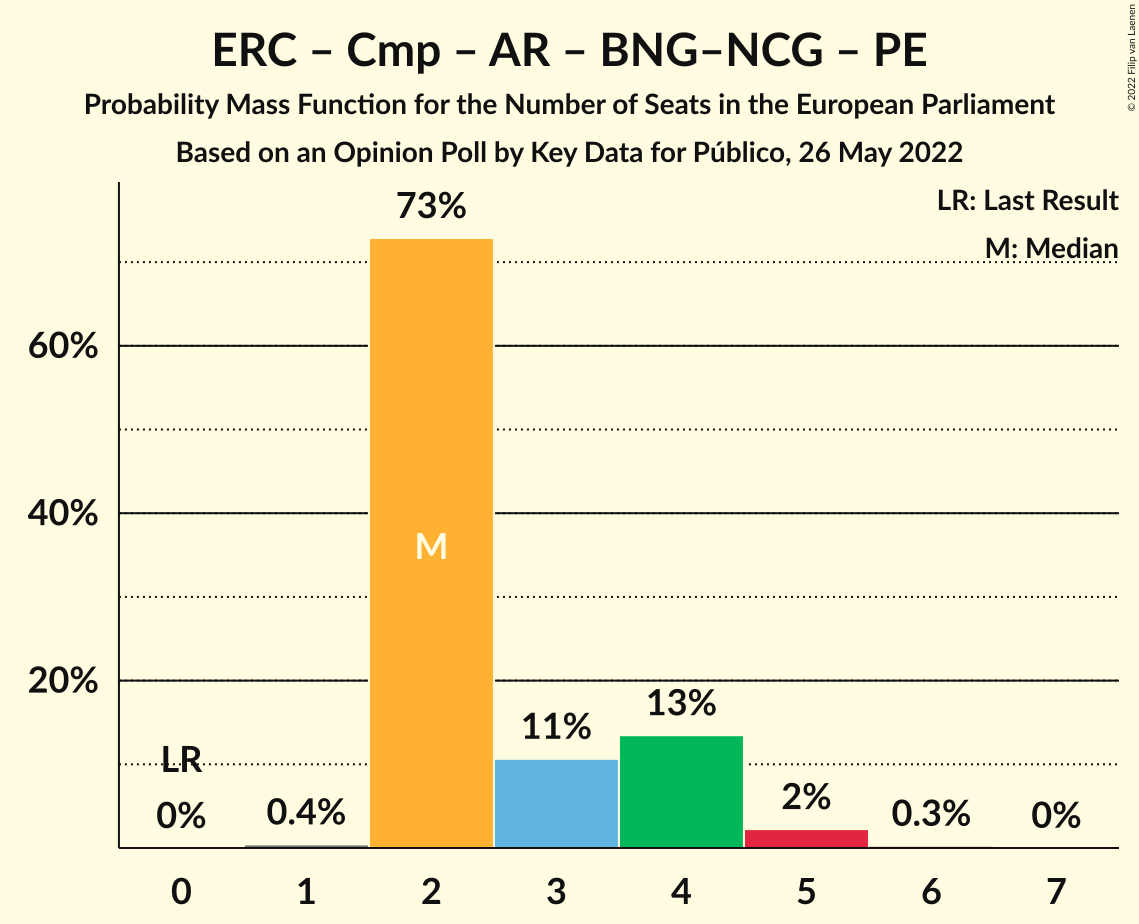 ERC – Cmp – AR – BNG–NCG – PE
Probability Mass Function for the Number of Seats in the European Parliament
Based on an Opinion Poll by Key Data for Público, 26 May 2022
© 2022 Filip van Laenen
LR: Last Result
M: Median
73%
60%
M
40%
20%
13%
11%
LR
2%
0%
0.4%
0.3%
0%
0 1 2 3 4 5 6 7